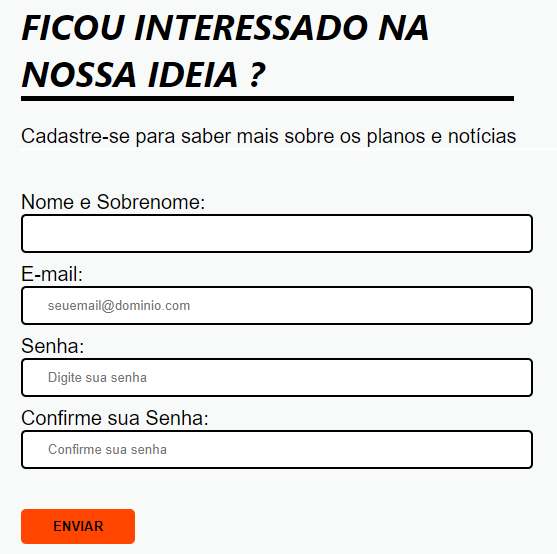 FICOU INTERESSADO NA
NOSSA IDEIA ?
Cadastre-se para saber mais sobre os planos e notícias
Nome e Sobrenome:
E-mail:
seuemail@dominio.com
Senha:
Digite sua senha
Confirme sua Senha:
Confirme sua senha
ENVIAR